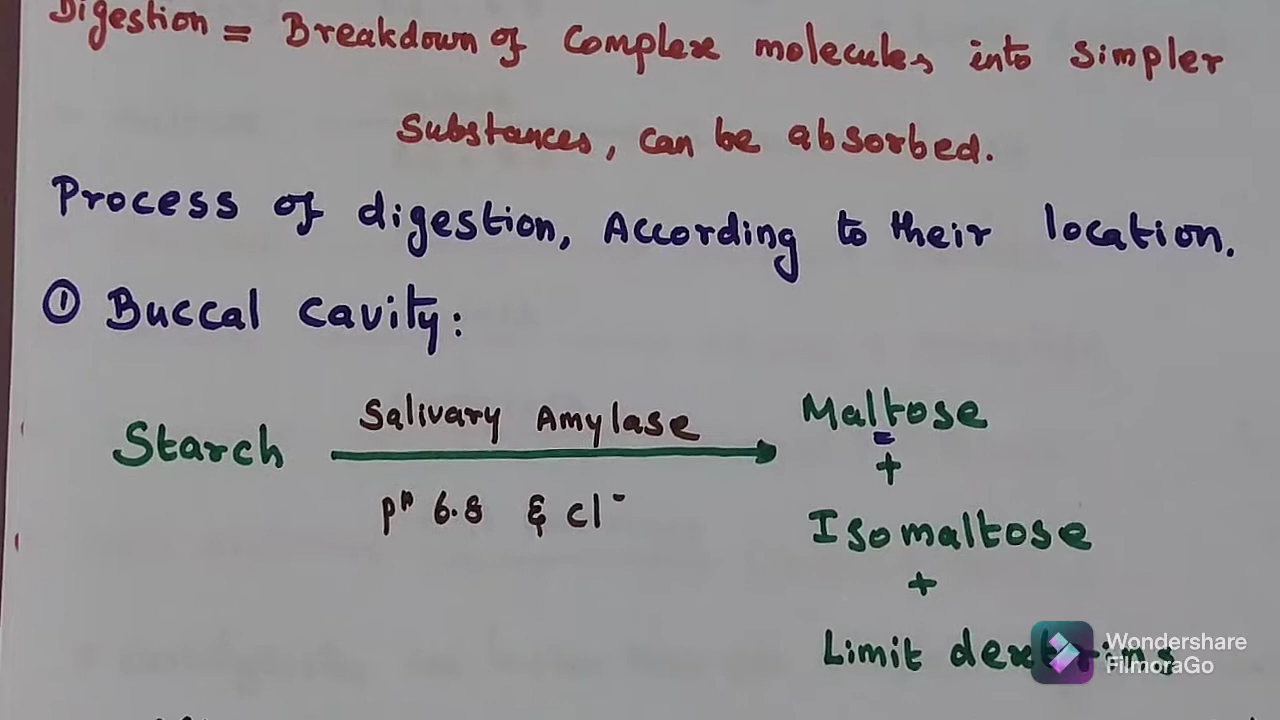 Digestion = Breakdown of Complex molecules into Simpler
Substances, can be absorbed.
Process of digestion, According to their location.
① Buccal cavity:
Starch
Salivary Amylase
pH 6.8 & cl⁻
Maltose
+
Isomaltose
+
Limit dextrins
Wondershare
FilmoraGo